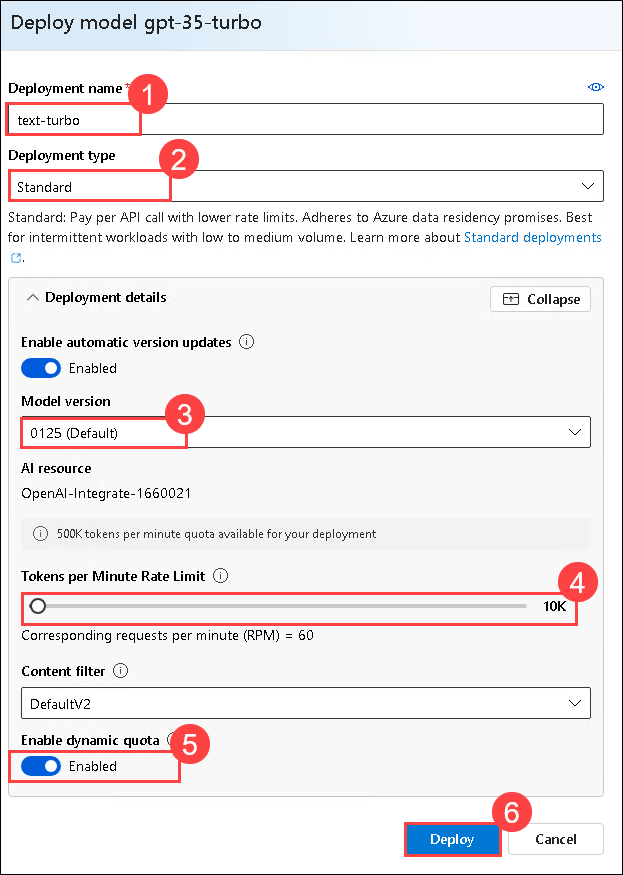 Deploy model gpt-35-turbo
Deployment name *
1
text-turbo
Deployment type
2
Standard
Standard: Pay per API call with lower rate limits. Adheres to Azure data residency promises. Best
for intermittent workloads with low to medium volume. Learn more about Standard deployments
.
Deployment details
Collapse
Enable automatic version updates
Enabled
Model version
3
0125 (Default)
AI resource
OpenAI-Integrate-1660021
500K tokens per minute quota available for your deployment
Tokens per Minute Rate Limit
4
10K
Corresponding requests per minute (RPM) = 60
Content filter
DefaultV2
Enable dynamic quota
5
Enabled
6
Deploy
Cancel